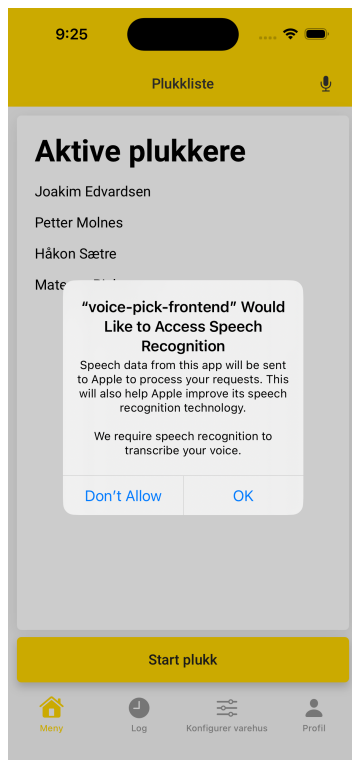 9:25
Plukkliste
Aktive plukkere
Joakim Edvardsen
Petter Molnes
Håkon Sætre
“voice-pick-frontend” Would
Like to Access Speech
Recognition
Speech data from this app will be sent
to Apple to process your requests. This
will also help Apple improve its speech
recognition technology.
We require speech recognition to
transcribe your voice.
Don’t Allow
OK
Start plukk
Meny
Log
Konfigurer varehus
Profil